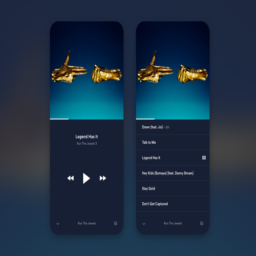 Legend Has It
Run The Jewels 3
Run The Jewels
Down (feat. Joi)
Talk to Me
Legend Has It
Hey Kids (Bumaye) [feat. Danny Brown]
Stay Gold
Don't Get Captured
Run The Jewels